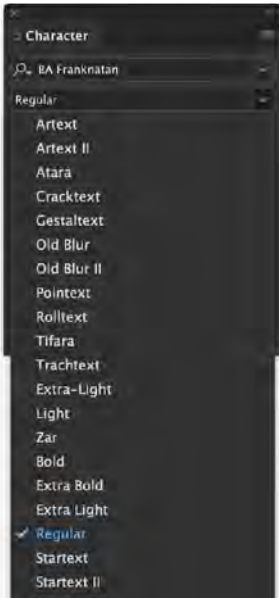 Character
BA Franknatan
Regular
Artext
Artext II
Atara
Cracktext
Gestaltext
Old Blur
Old Blur II
Pointext
Rolltext
Tifara
Trachtext
Extra-Light
Light
Zar
Bold
Extra Bold
Extra Light
Regular
Startext
Startext II